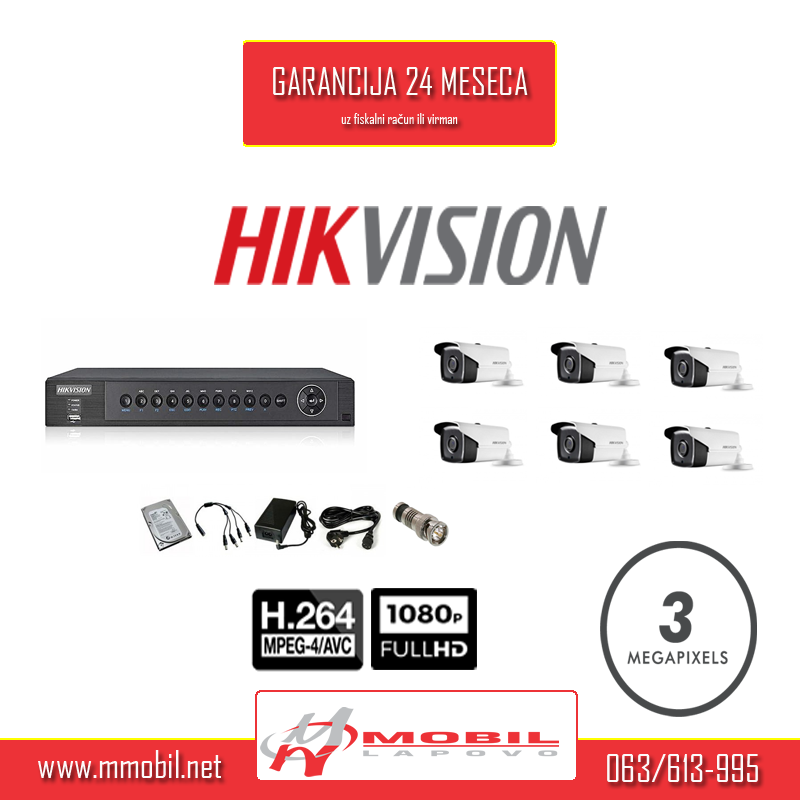 GARANCIJA 24 MESECA
uz fiskalni račun ili virman
HIKVISION
HIKVISION
H.264
MPEG-4/AVC
1080p
FULLHD
3
MEGAPIXELS
MOBIL
LAPOVO
www.mmobil.net
063/613-995